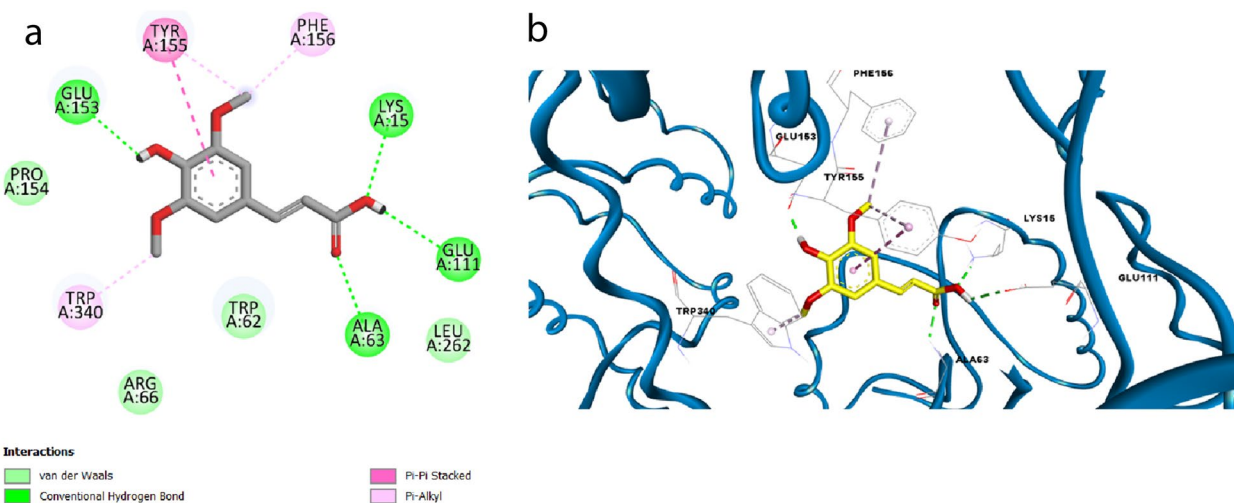 a
TYR
A:155
PHE
A:156
GLU
A:153
LYS
A:15
PRO
A:154
GLU
A:111
TRP
A:340
TRP
A:62
ALA
A:63
LEU
A:262
ARG
A:66
Interactions
van der Waals
Conventional Hydrogen Bond
Pi-Pi Stacked
Pi-Alkyl
b
PHE156
GLU153
TYR155
LYS15
GLU111
TRP340
ALA63